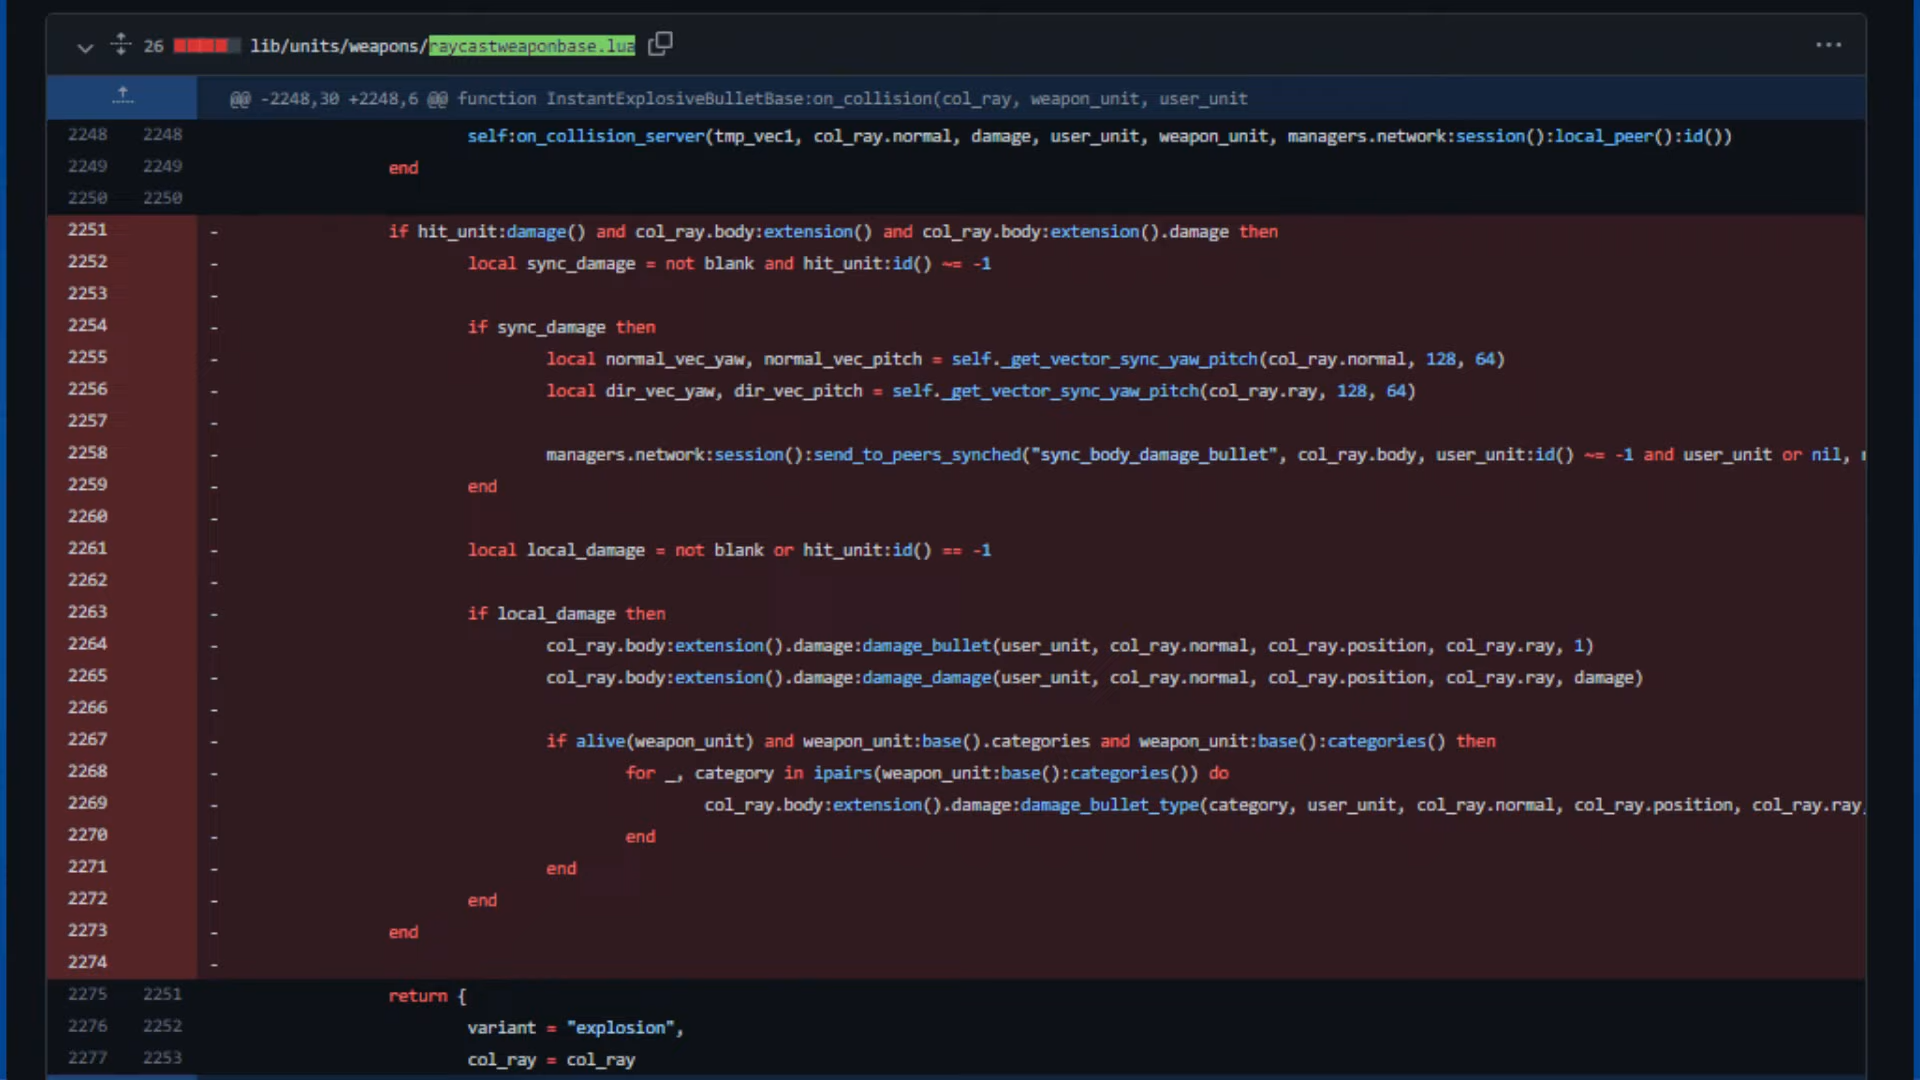 26 lib/units/weapons/raycastweaponbase.lua
@@ -2248,30 +2248,6 @@ function InstantExplosiveBulletBase:on_collision(col_ray, weapon_unit, user_unit
2248 2248 self:on_collision_server(tmp_vec1, col_ray.normal, damage, user_unit, weapon_unit, managers.network:session():local_peer():id())
2249 2249 end
2250 2250
2251 - if hit_unit:damage() and col_ray.body:extension() and col_ray.body:extension().damage then
2252 - local sync_damage = not blank and hit_unit:id() ~= -1
2253 -
2254 - if sync_damage then
2255 - local normal_vec_yaw, normal_vec_pitch = self._get_vector_sync_yaw_pitch(col_ray.normal, 128, 64)
2256 - local dir_vec_yaw, dir_vec_pitch = self._get_vector_sync_yaw_pitch(col_ray.ray, 128, 64)
2257 -
2258 - managers.network:session():send_to_peers_synched("sync_body_damage_bullet", col_ray.body, user_unit:id() ~= -1 and user_unit or nil,
2259 - end
2260 -
2261 - local local_damage = not blank or hit_unit:id() == -1
2262 -
2263 - if local_damage then
2264 - col_ray.body:extension().damage:damage_bullet(user_unit, col_ray.normal, col_ray.position, col_ray.ray, 1)
2265 - col_ray.body:extension().damage:damage_damage(user_unit, col_ray.normal, col_ray.position, col_ray.ray, damage)
2266 -
2267 - if alive(weapon_unit) and weapon_unit:base().categories and weapon_unit:base():categories() then
2268 - for _, category in ipairs(weapon_unit:base():categories()) do
2269 - col_ray.body:extension().damage:damage_bullet_type(category, user_unit, col_ray.normal, col_ray.position, col_ray.ray,
2270 - end
2271 - end
2272 - end
2273 - end
2274 -
2275 2251 return {
2276 2252 variant = "explosion",
2277 2253 col_ray = col_ray